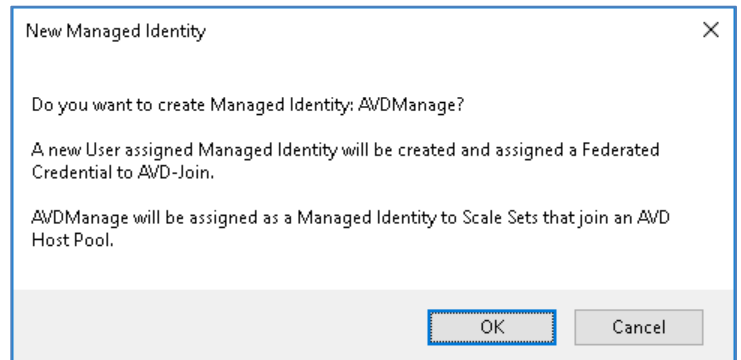 New Managed Identity
Do you want to create Managed Identity: AVDManage?
A new User assigned Managed Identity will be created and assigned a Federated
Credential to AVD-Join.
AVDManage will be assigned as a Managed Identity to Scale Sets that join an AVD
Host Pool.
OK
Cancel